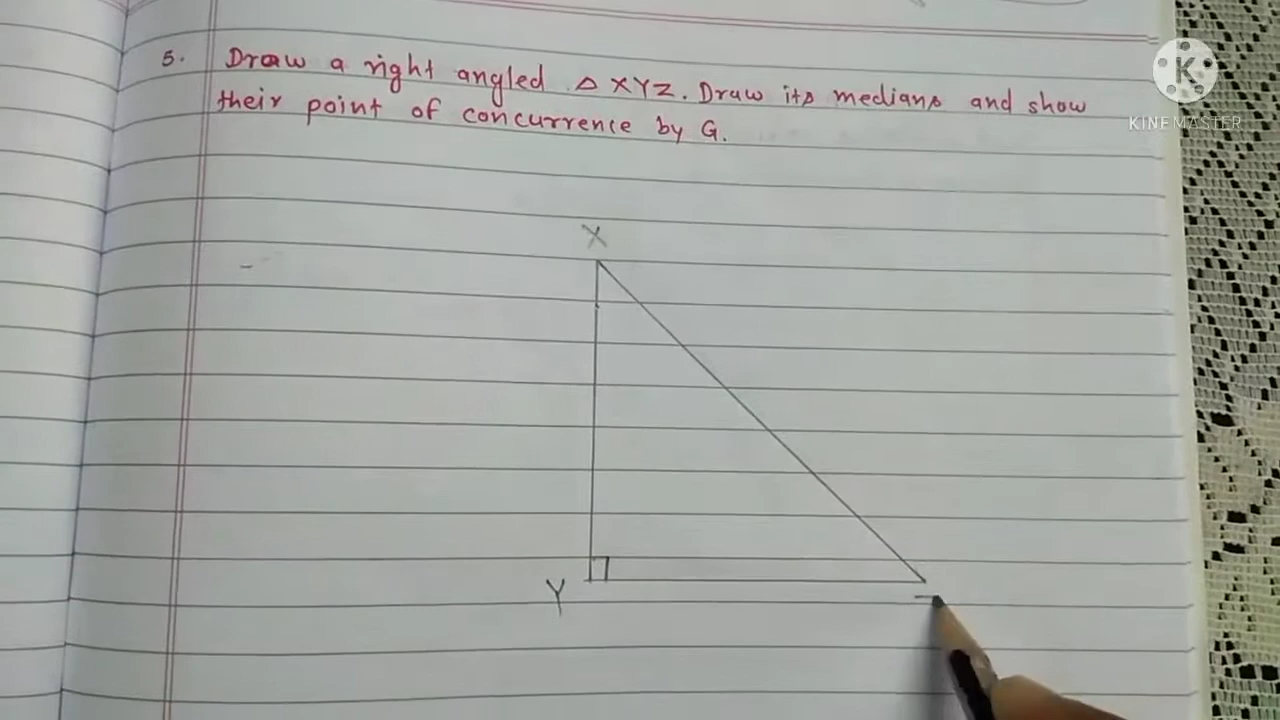 5. Draw a right angled Δ XYZ. Draw its medians and show
their point of concurrence by G.
K
KINEMASTER
X
Y